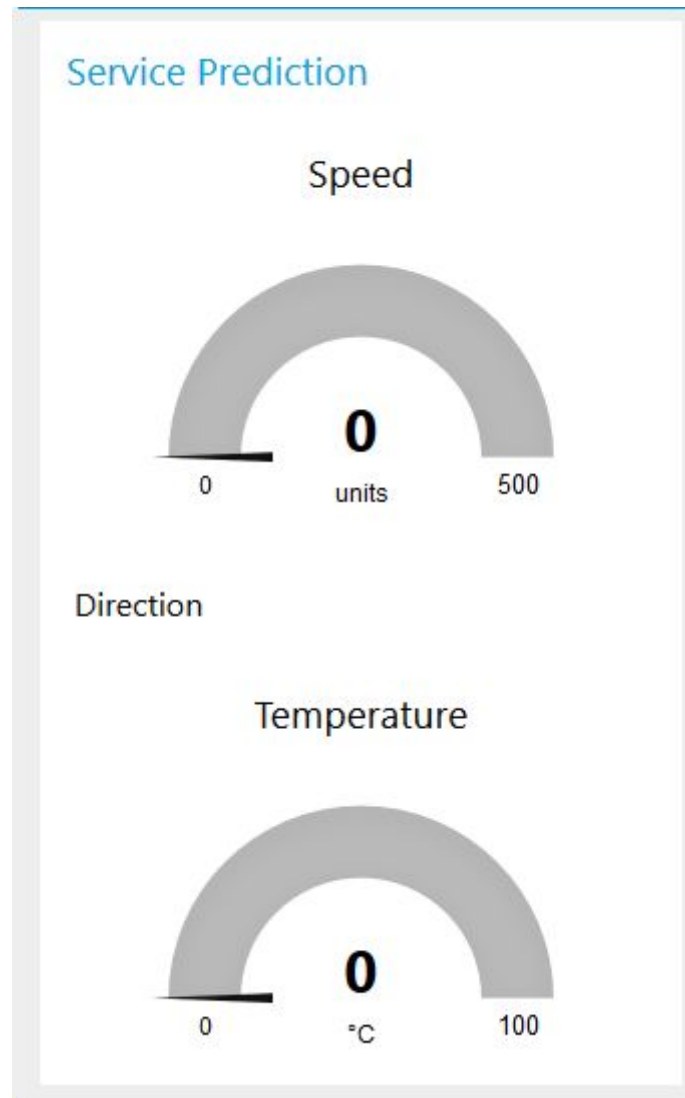 Service Prediction
Speed
0
0
units
500
Direction
Temperature
0
0
°C
100